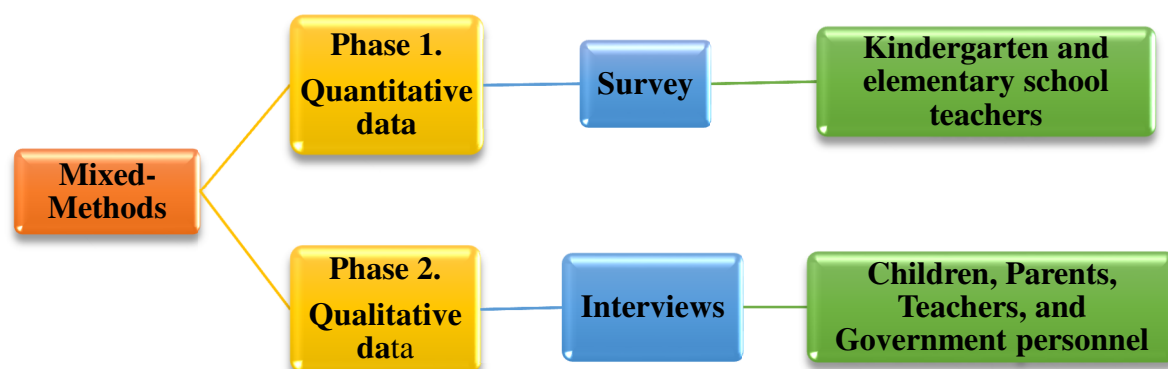 Mixed-
Methods
Phase 1.
Quantitative
data
Survey
Kindergarten and
elementary school
teachers
Phase 2.
Qualitative
data
Interviews
Children, Parents,
Teachers, and
Government personnel